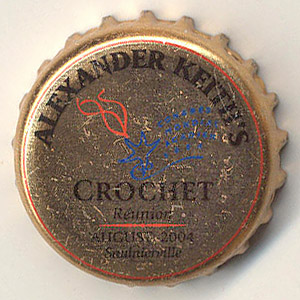 ALEXANDER KEITH'S
CROCHET
Réunion
AUGUST 2004
Saulnierville